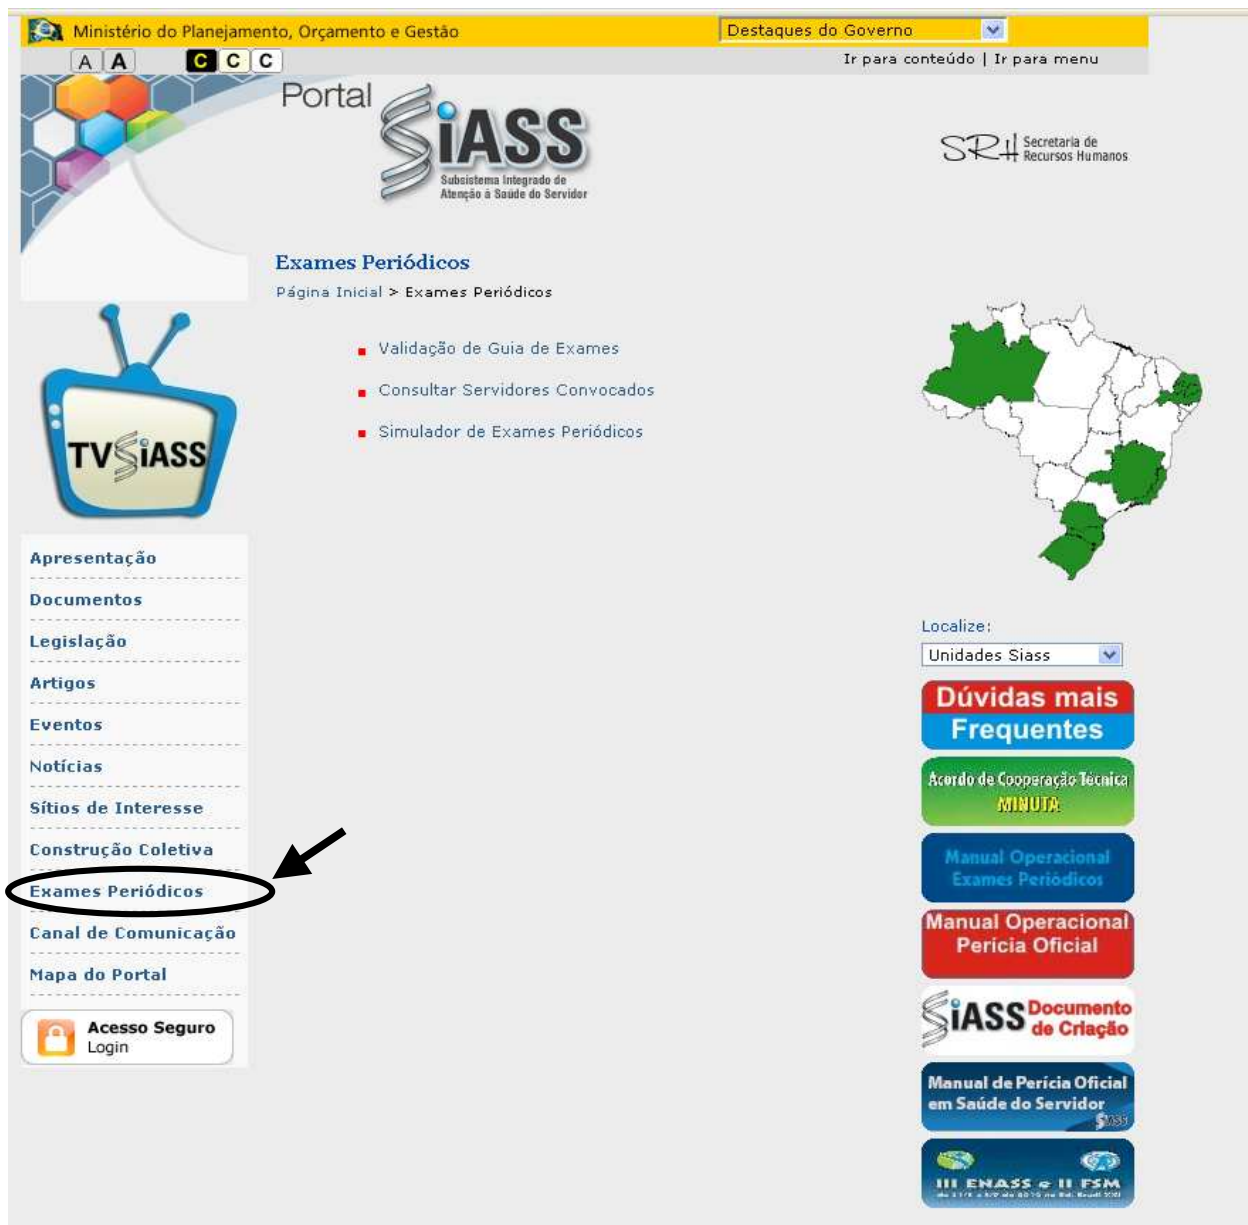 Ministério do Planejamento, Orçamento e Gestão
Destaques do Governo
A A C C C
Ir para conteúdo | Ir para menu
Portal
SiASS
Subsistema Integrado de
Atenção à Saúde do Servidor
SRH Secretaria de
Recursos Humanos
Exames Periódicos
Página Inicial > Exames Periódicos
Validação de Guia de Exames
Consultar Servidores Convocados
Simulador de Exames Periódicos
TVSiASS
Apresentação
Documentos
Legislação
Artigos
Eventos
Notícias
Sítios de Interesse
Construção Coletiva
Exames Periódicos
Canal de Comunicação
Mapa do Portal
Acesso Seguro
Login
Localize:
Unidades Siass
Dúvidas mais
Frequentes
Acordo de Cooperação Técnica
MINUTA
Manual Operacional
Exames Periódicos
Manual Operacional
Perícia Oficial
SiASS Documento
de Criação
Manual de Perícia Oficial
em Saúde do Servidor
SiASS
III ENASS e II FSM